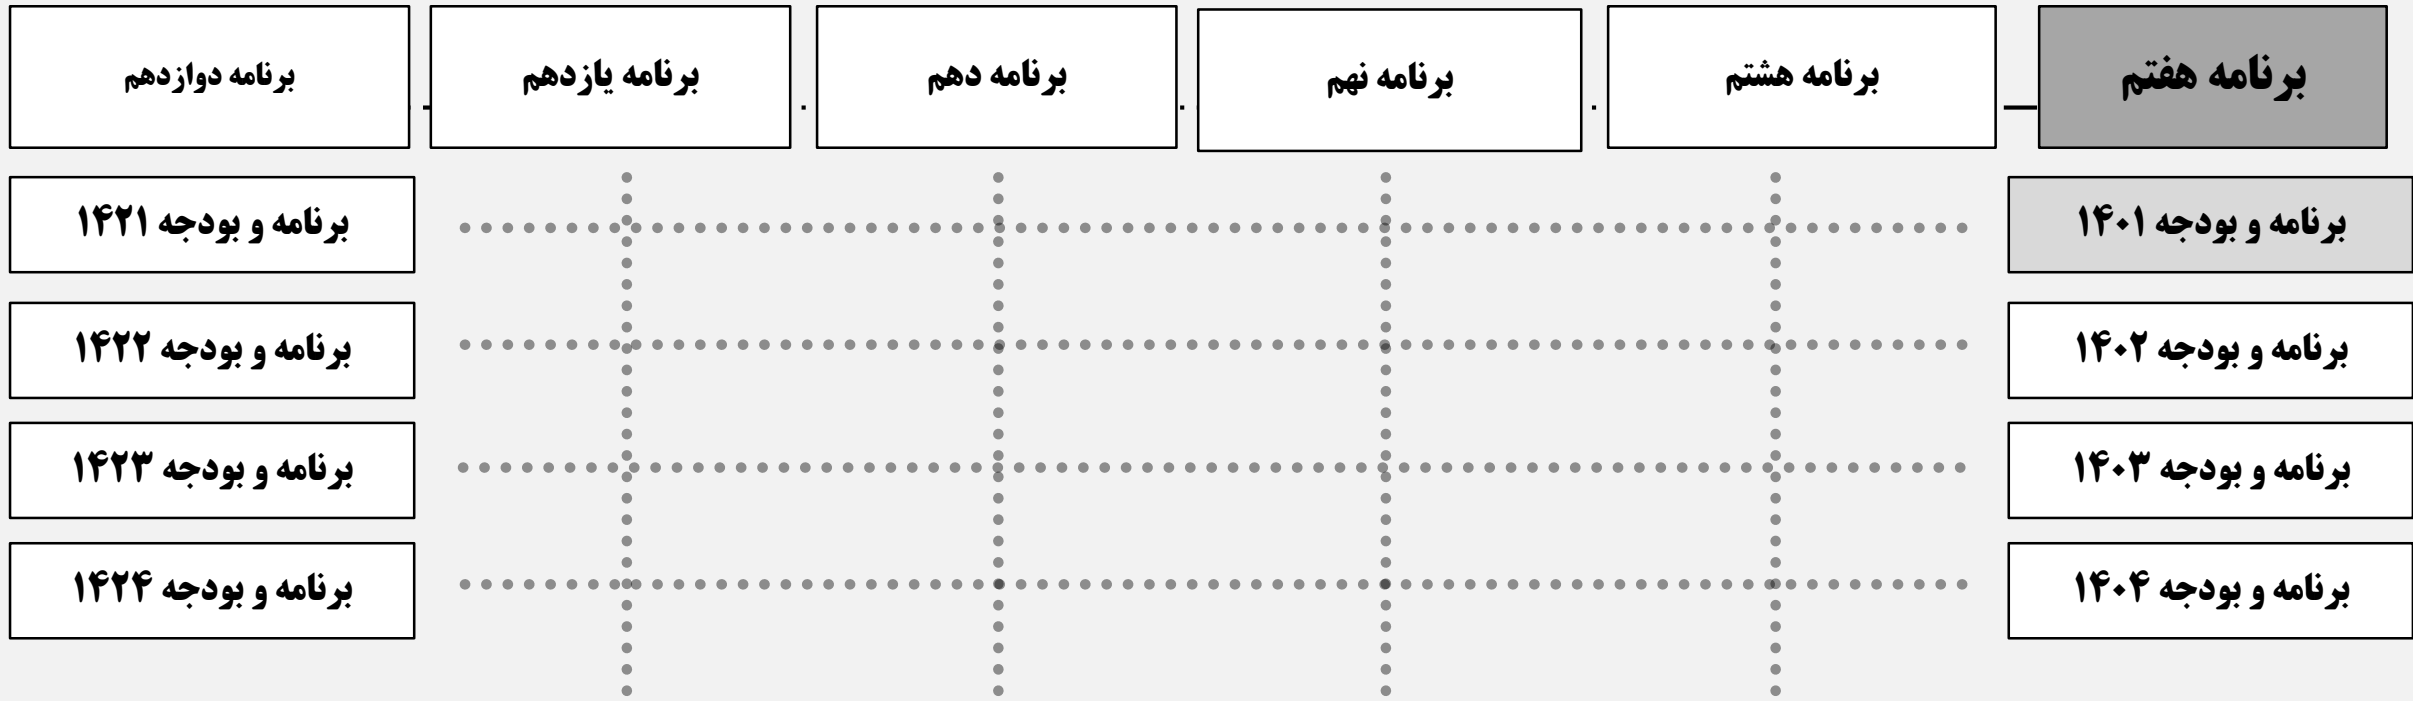 برنامه هفتم
برنامه هشتم
برنامه نهم
برنامه دهم
برنامه یازدهم
برنامه دوازدهم
برنامه و بودجه ۱۴۰۱
برنامه و بودجه ۱۴۲۱
برنامه و بودجه ۱۴۰۲
برنامه و بودجه ۱۴۲۲
برنامه و بودجه ۱۴۰۳
برنامه و بودجه ۱۴۲۳
برنامه و بودجه ۱۴۰۴
برنامه و بودجه ۱۴۲۴